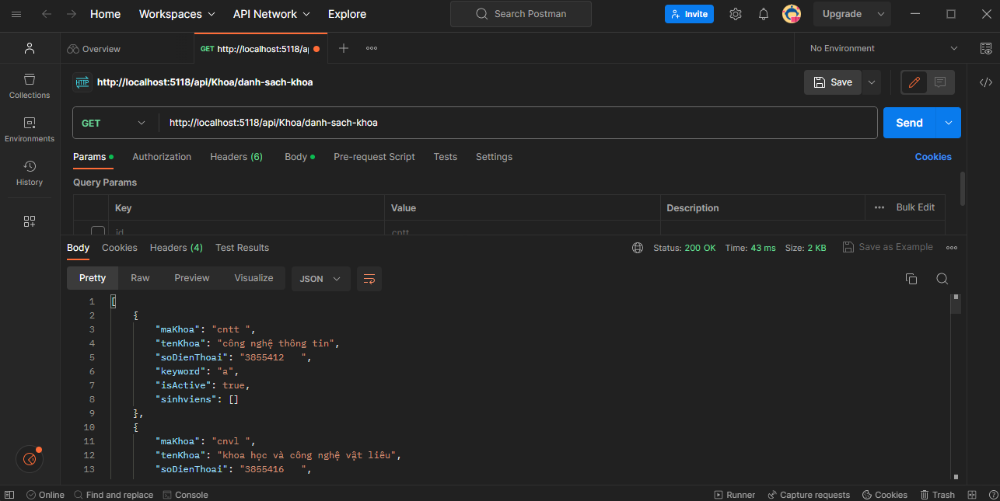 Home Workspaces API Network Explore Search Postman Invite Upgrade
Overview GET http://localhost:5118/a No Environment
HTTP http://localhost:5118/api/Khoa/danh-sach-khoa Save
Collections
GET http://localhost:5118/api/Khoa/danh-sach-khoa Send
Environments
Params Authorization Headers (6) Body Pre-request Script Tests Settings Cookies
History
Query Params
Key Value Description Bulk Edit
id cntt
Body Cookies Headers (4) Test Results Status: 200 OK Time: 43 ms Size: 2 KB Save as Example
Pretty Raw Preview Visualize JSON
1 [
2 {
3 "maKhoa": "cntt ",
4 "tenKhoa": "công nghệ thông tin",
5 "soDienThoai": "3855412   ",
6 "keyword": "a",
7 "isActive": true,
8 "sinhviens": []
9 },
10 {
11 "maKhoa": "cnvl ",
12 "tenKhoa": "khoa học và công nghệ vật liêu",
13 "soDienThoai": "3855416   ",
Online Find and replace Console Runner Capture requests Cookies Trash